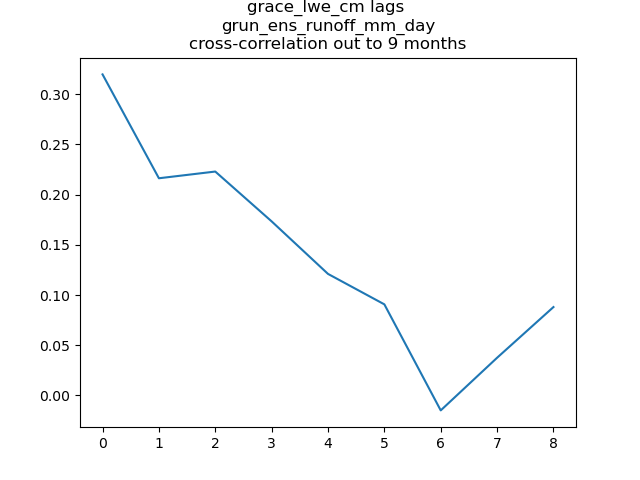 grace_lwe_cm lags
grun_ens_runoff_mm_day
cross-correlation out to 9 months
0.30
0.25
0.20
0.15
0.10
0.05
0.00
0 1 2 3 4 5 6 7 8